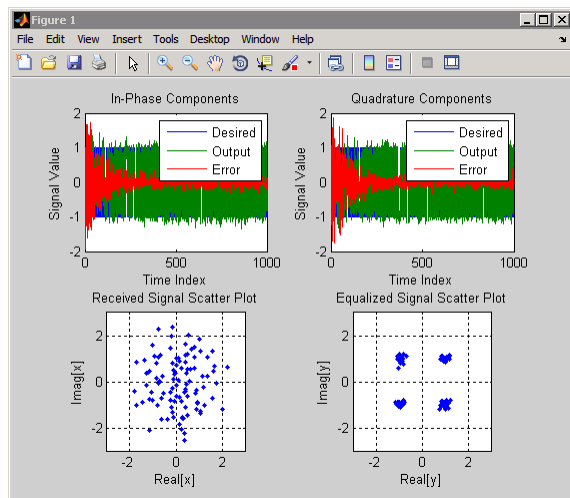 Figure 1
File Edit View Insert Tools Desktop Window Help
In-Phase Components
Quadrature Components
2
1
0
-1
-2
Signal Value
Desired
Output
Error
0 500 1000
Time Index
2
1
0
-1
-2
Signal Value
Desired
Output
Error
0 500 1000
Time Index
Received Signal Scatter Plot
Equalized Signal Scatter Plot
2
0
-2
Imag[x]
-2 0 2
Real[x]
2
0
-2
Imag[y]
-2 0 2
Real[y]